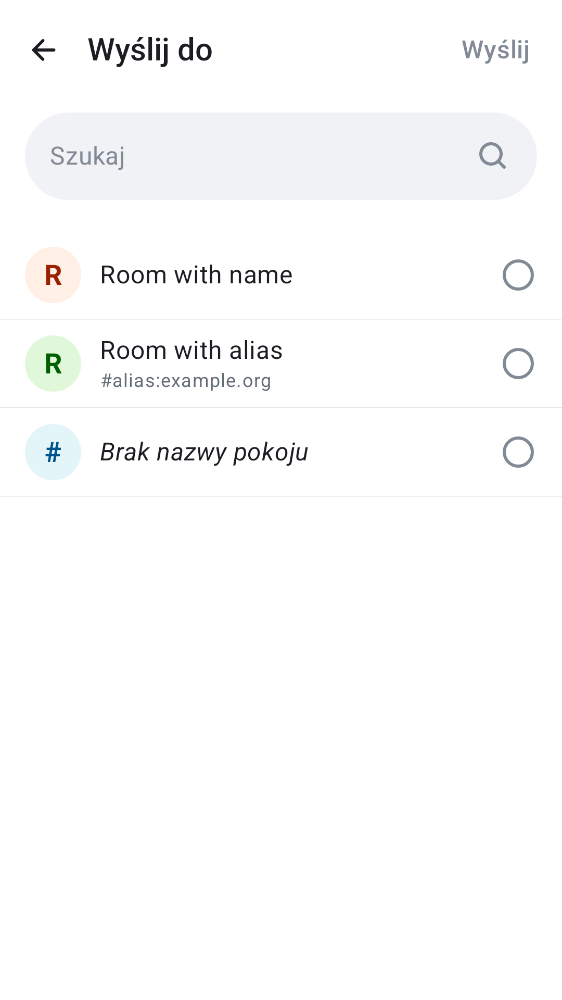 Wyślij do
Wyślij
Szukaj
R
Room with name
R
Room with alias
#alias:example.org
#
Brak nazwy pokoju